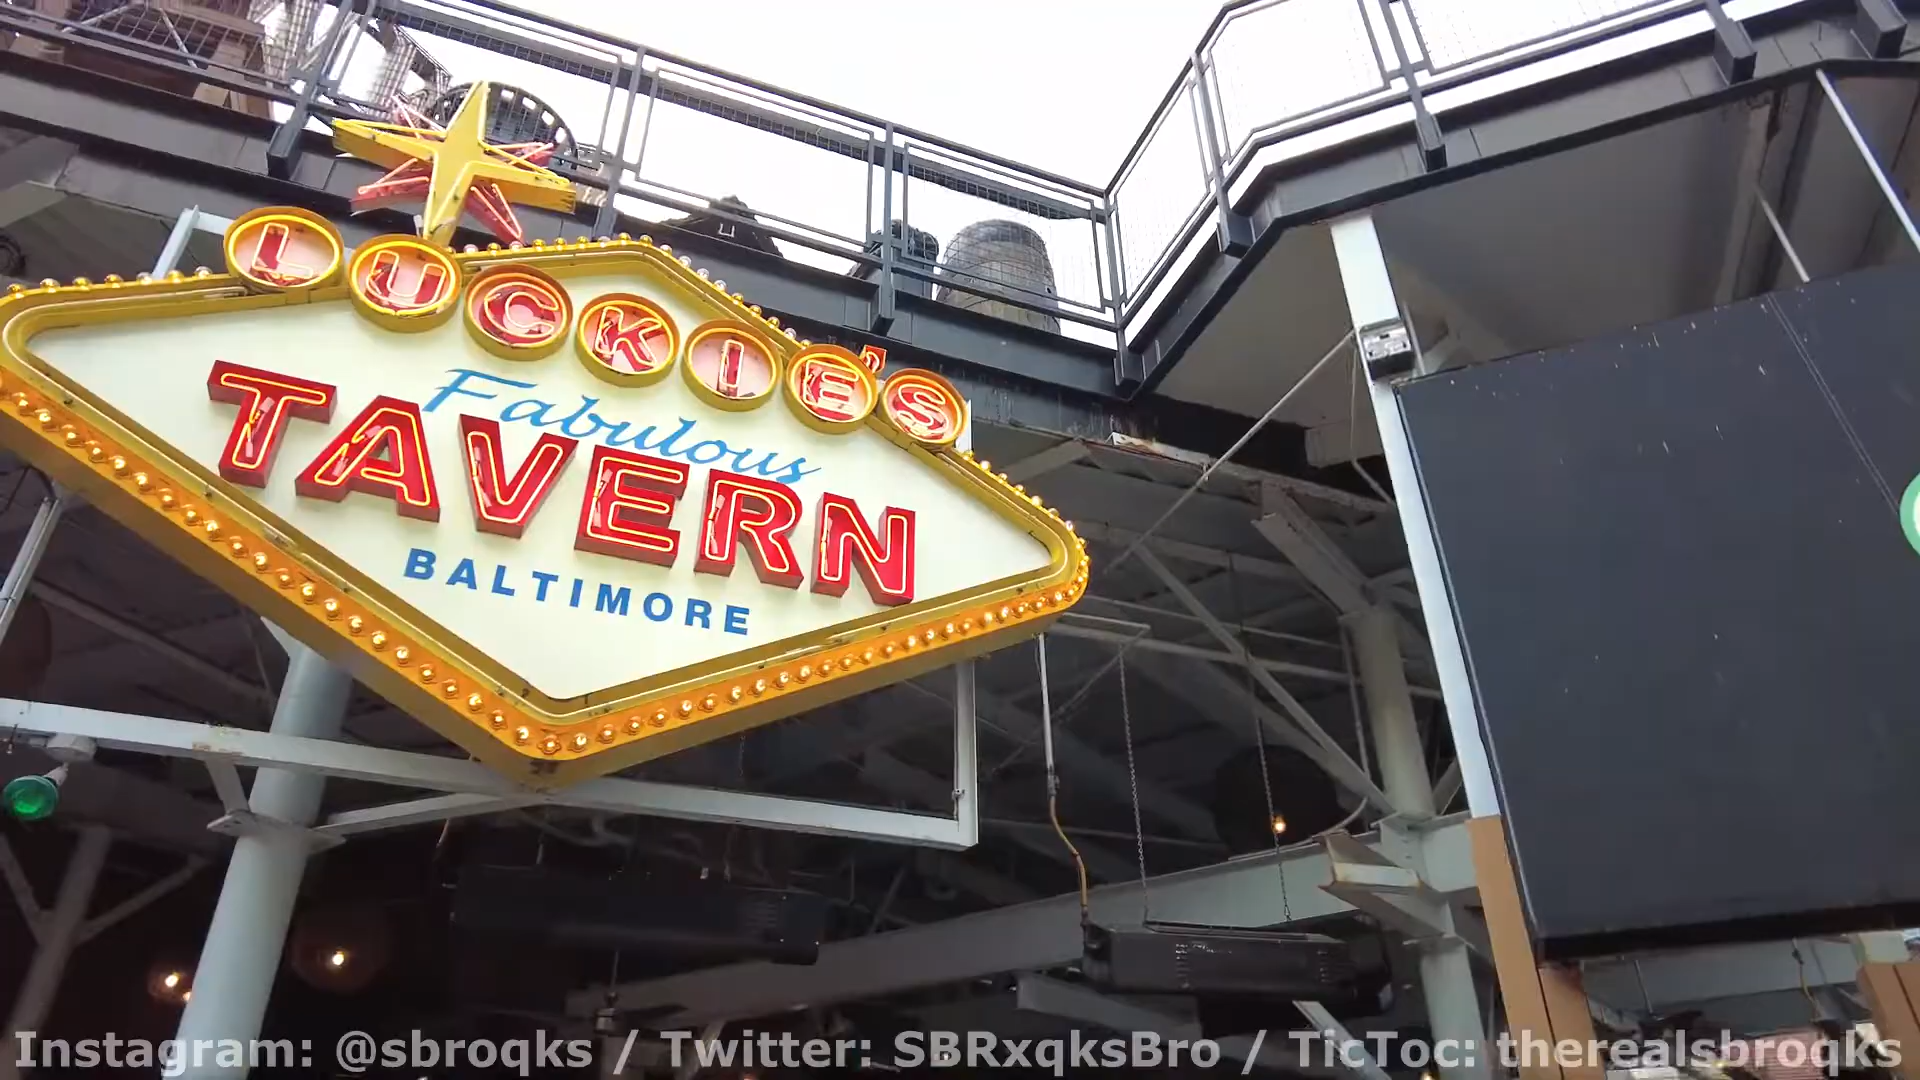 LUCKIE'S
Fabulous
TAVERN
BALTIMORE
Instagram: @sbroqks / Twitter: SBRxqksBro / TicToc: therealsbroqks